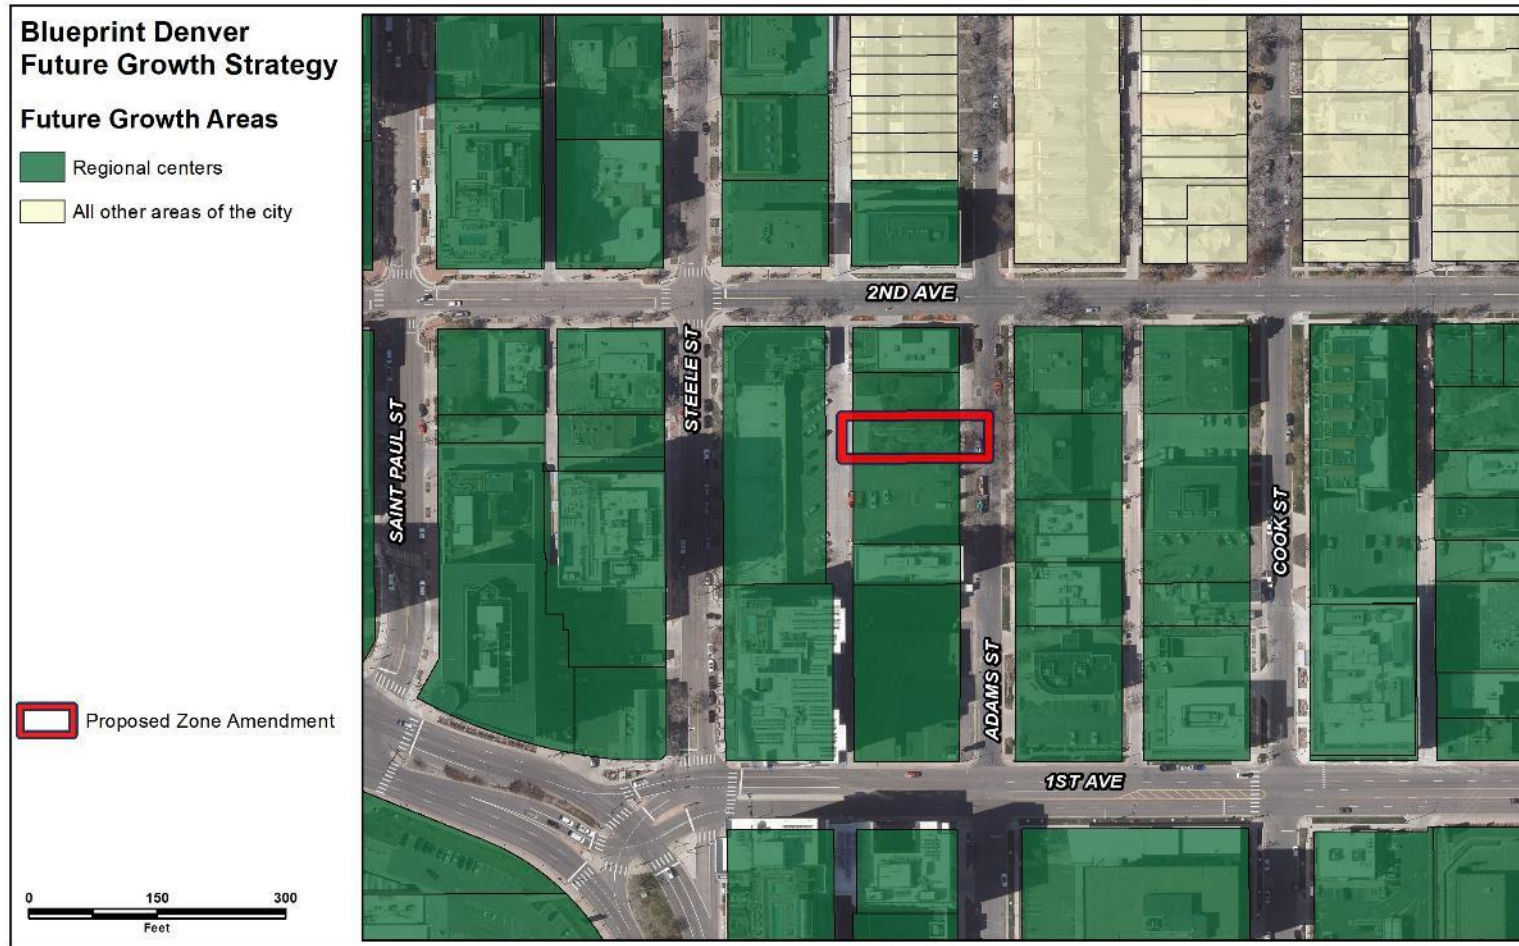 Blueprint Denver
Future Growth Strategy
Future Growth Areas
Regional centers
All other areas of the city
2ND AVE
STEELE ST
SAINT PAUL ST
COOK ST
ADAMS ST
Proposed Zone Amendment
1ST AVE
0 150 300
Feet